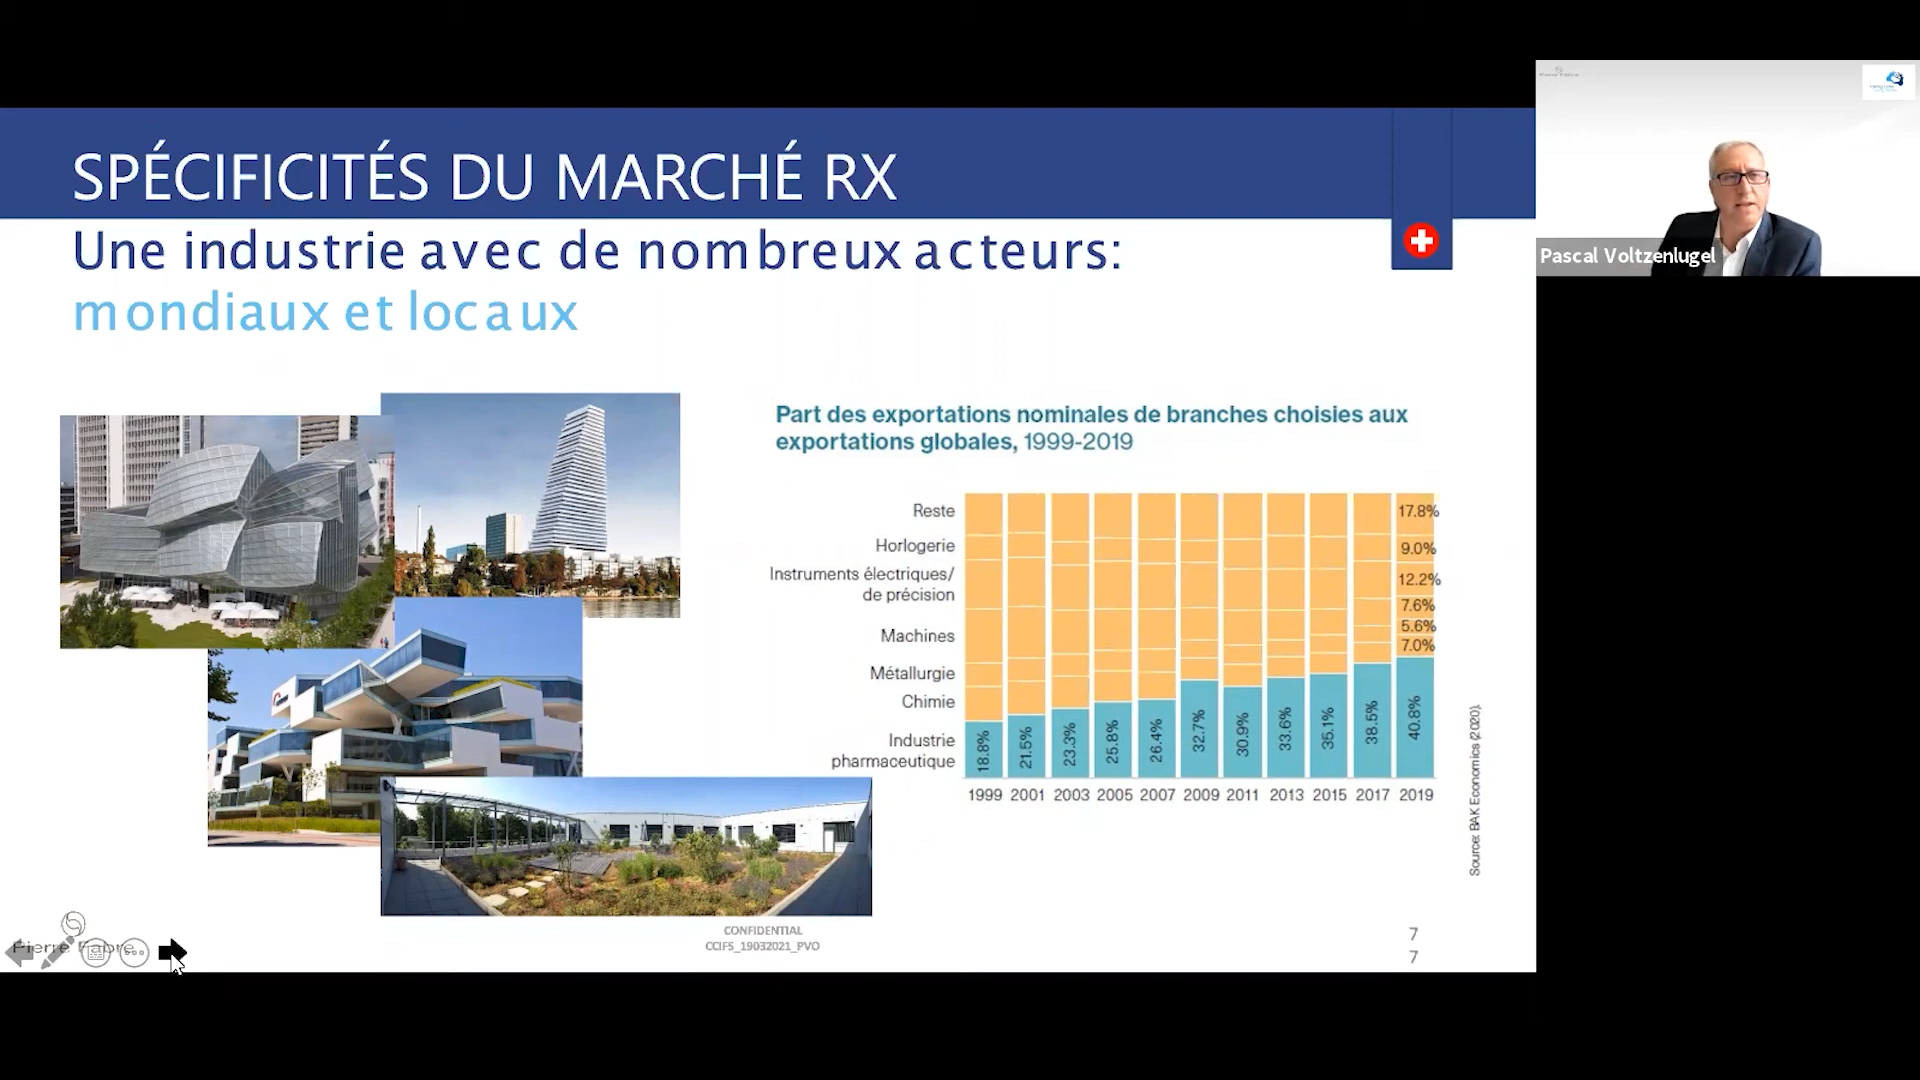 SPÉCIFICITÉS DU MARCHÉ RX
Une industrie avec de nombreux acteurs:
mondiaux et locaux
Pascal Voltzenlugel
Part des exportations nominales de branches choisies aux
exportations globales, 1999-2019
Reste
Horlogerie
Instruments électriques/
de précision
Machines
Métallurgie
Chimie
Industrie
pharmaceutique
17.8%
9.0%
12.2%
7.6%
5.6%
7.0%
18.8% 21.5% 23.3% 25.8% 26.4% 32.7% 30.9% 33.6% 35.1% 38.5% 40.8%
1999 2001 2003 2005 2007 2009 2011 2013 2015 2017 2019
Source: BAK Economics (2020).
Pierre Fabre
CONFIDENTIAL
CCIFS_19032021_PVO
7
7